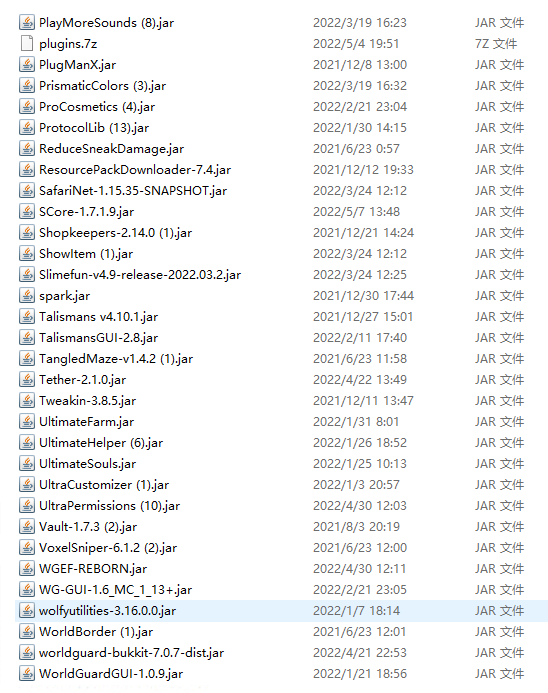 PlayMoreSounds (8).jar 2022/3/19 16:23 JAR 文件
plugins.7z 2022/5/4 19:51 7Z 文件
PlugManX.jar 2021/12/8 13:00 JAR 文件
PrismaticColors (3).jar 2022/3/19 16:32 JAR 文件
ProCosmetics (4).jar 2022/2/21 23:04 JAR 文件
ProtocolLib (13).jar 2022/1/30 14:15 JAR 文件
ReduceSneakDamage.jar 2021/6/23 0:57 JAR 文件
ResourcePackDownloader-7.4.jar 2021/12/12 19:33 JAR 文件
SafariNet-1.15.35-SNAPSHOT.jar 2022/3/24 12:12 JAR 文件
SCore-1.7.1.9.jar 2022/5/7 13:48 JAR 文件
Shopkeepers-2.14.0 (1).jar 2021/12/21 14:24 JAR 文件
ShowItem (1).jar 2022/3/24 12:12 JAR 文件
Slimefun-v4.9-release-2022.03.2.jar 2022/3/24 12:25 JAR 文件
spark.jar 2021/12/30 17:44 JAR 文件
Talismans v4.10.1.jar 2021/12/27 15:01 JAR 文件
TalismansGUI-2.8.jar 2022/2/11 17:40 JAR 文件
TangledMaze-v1.4.2 (1).jar 2021/6/23 11:58 JAR 文件
Tether-2.1.0.jar 2022/4/22 13:49 JAR 文件
Tweakin-3.8.5.jar 2021/12/11 13:47 JAR 文件
UltimateFarm.jar 2022/1/31 8:01 JAR 文件
UltimateHelper (6).jar 2022/1/26 18:52 JAR 文件
UltimateSouls.jar 2022/1/25 10:13 JAR 文件
UltraCustomizer (1).jar 2022/1/3 20:57 JAR 文件
UltraPermissions (10).jar 2022/4/30 12:03 JAR 文件
Vault-1.7.3 (2).jar 2021/8/3 20:19 JAR 文件
VoxelSniper-6.1.2 (2).jar 2021/6/23 12:00 JAR 文件
WGEF-REBORN.jar 2022/4/30 12:11 JAR 文件
WG-GUI-1.6_MC_1_13+.jar 2022/2/21 23:05 JAR 文件
wolfyutilities-3.16.0.0.jar 2022/1/7 18:14 JAR 文件
WorldBorder (1).jar 2021/6/23 12:01 JAR 文件
worldguard-bukkit-7.0.7-dist.jar 2022/4/21 22:53 JAR 文件
WorldGuardGUI-1.0.9.jar 2022/1/21 18:56 JAR 文件